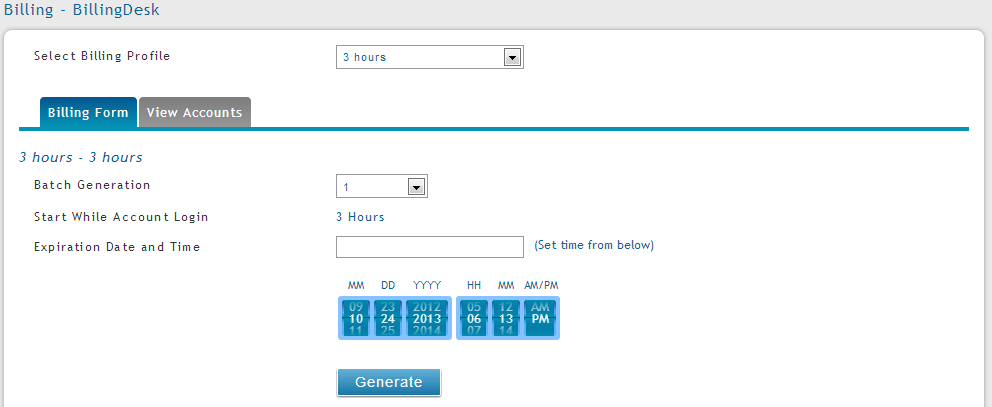 Billing - BillingDesk
Select Billing Profile 3 hours
Billing Form View Accounts
3 hours - 3 hours
Batch Generation 1
Start While Account Login 3 Hours
Expiration Date and Time (Set time from below)
MM DD YYYY HH MM AM/PM
09 23 2012 05 12 AM
10 24 2013 06 13 PM
11 25 2014 07 14
Generate